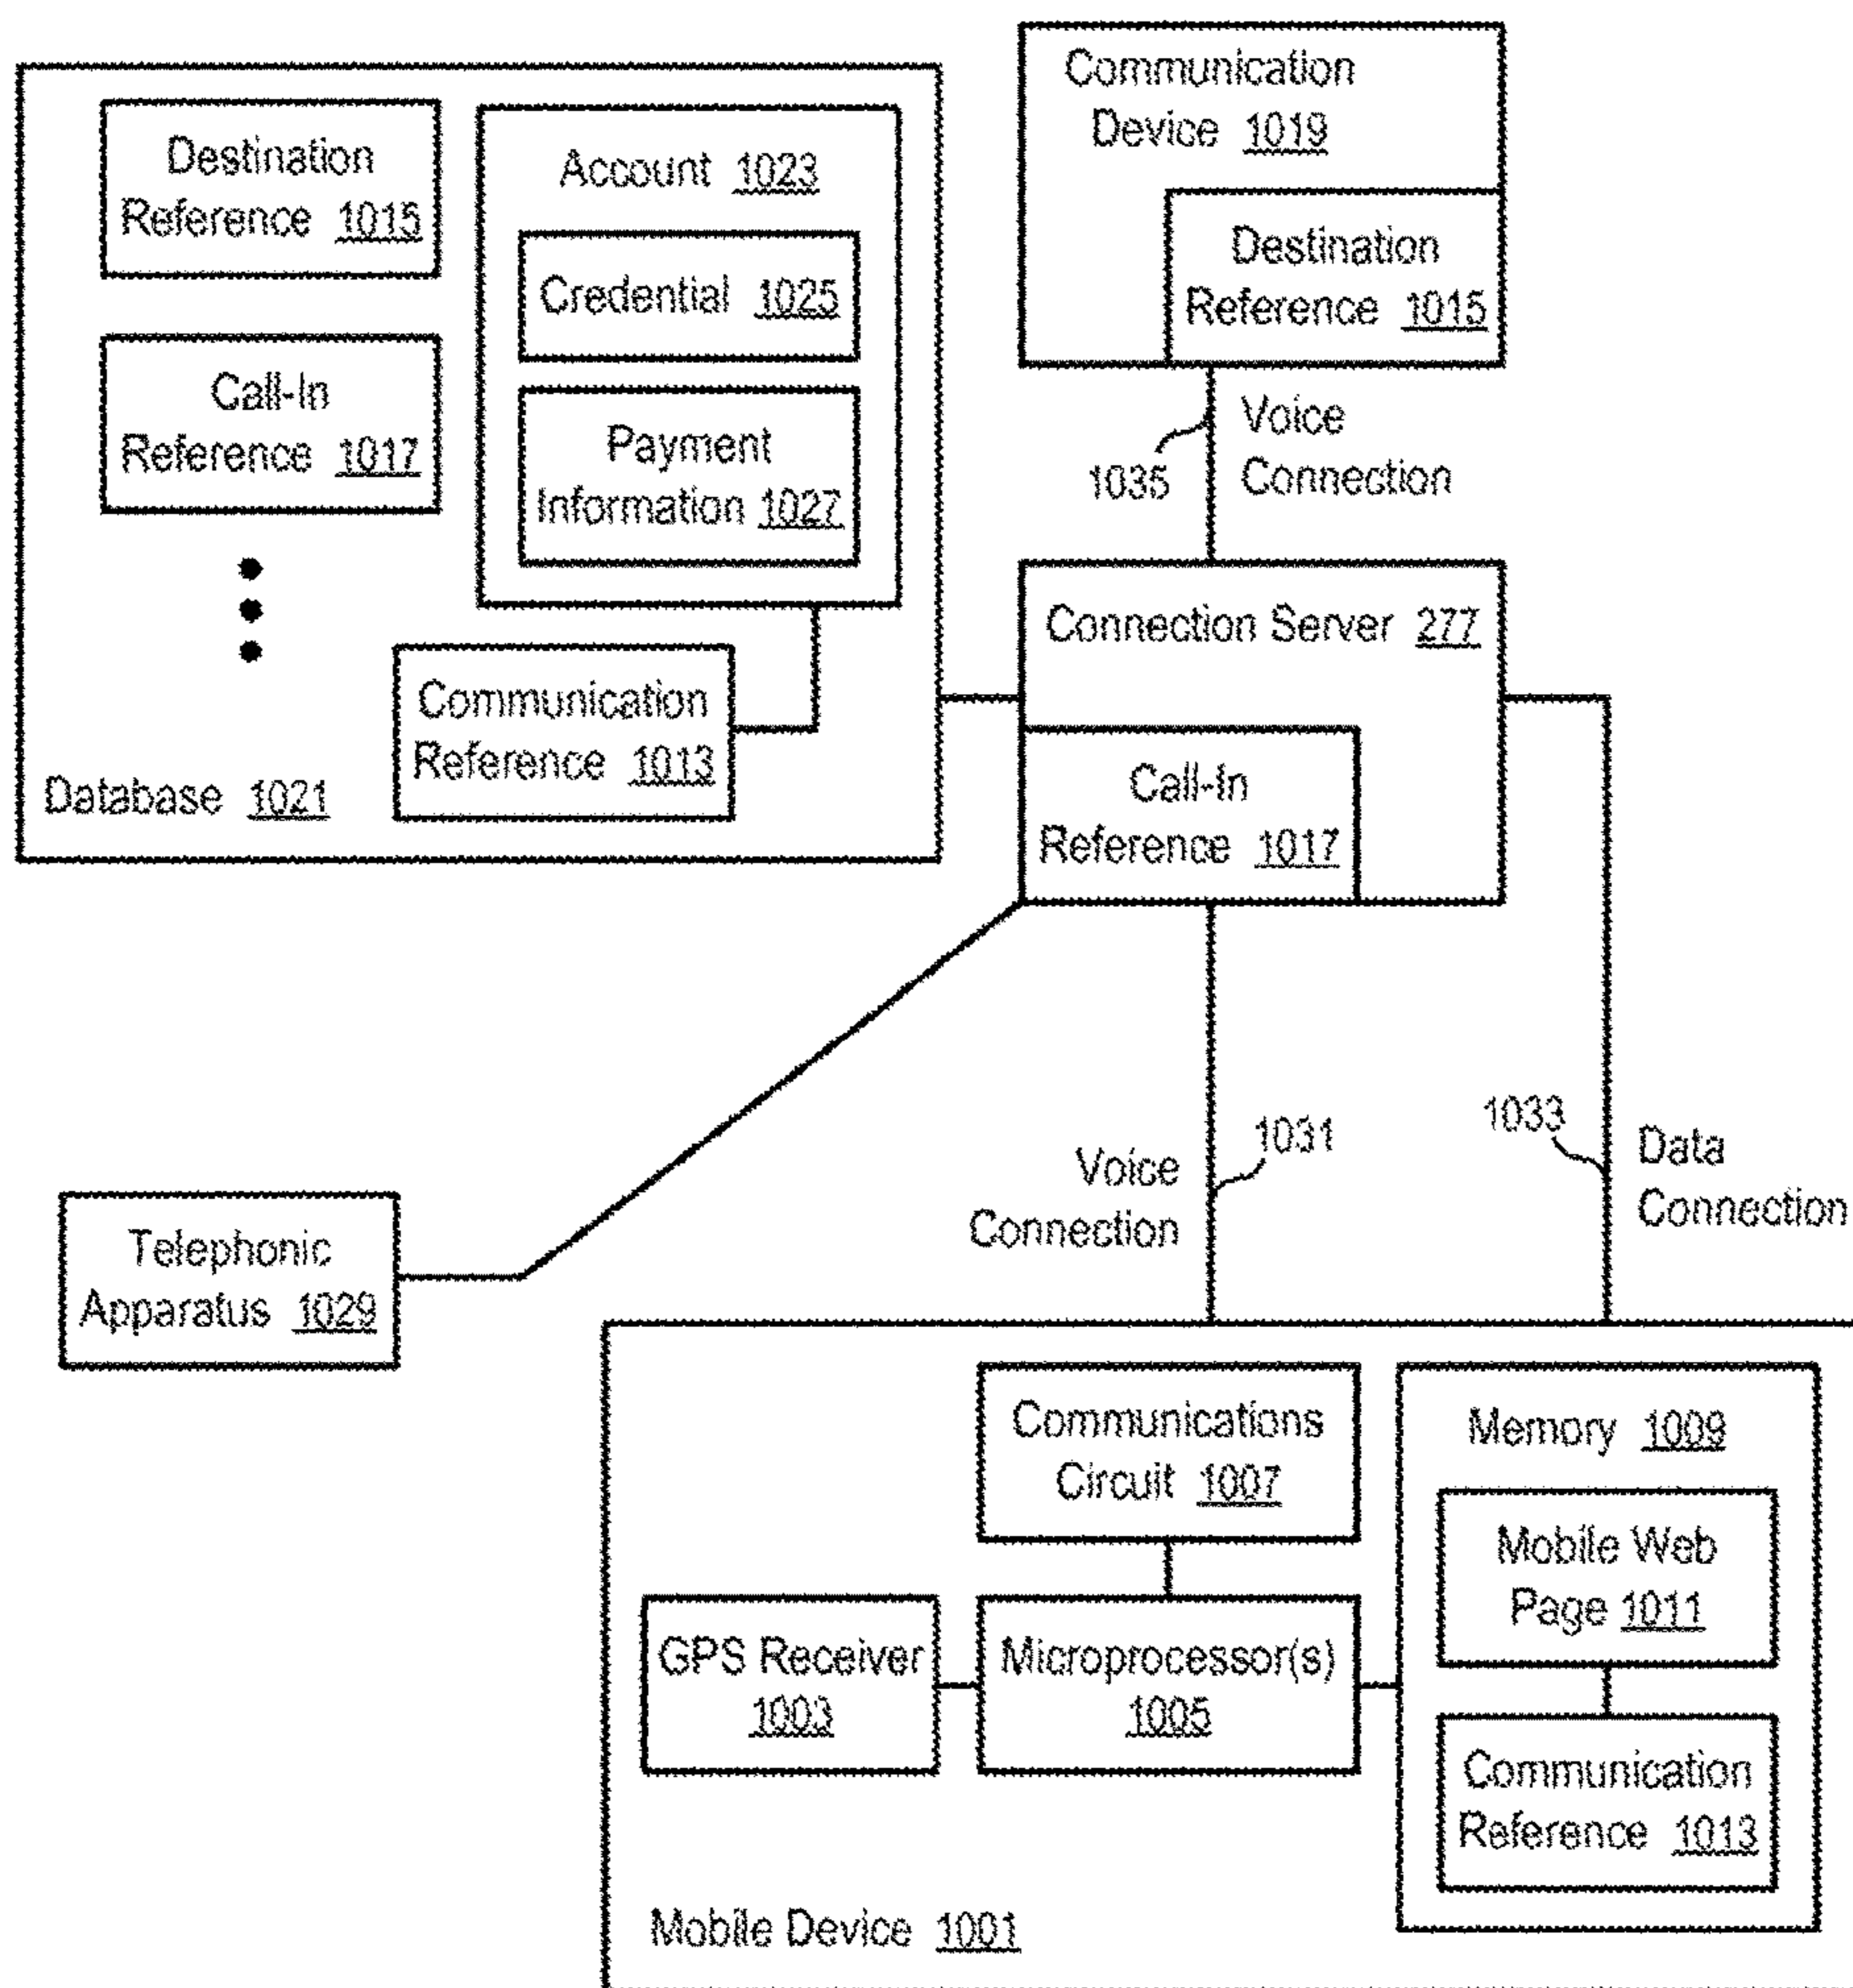 Destination
Reference 1015
Call-In
Reference 1017
Account 1023
Credential 1025
Payment
Information 1027
Communication
Reference 1013
Database 1021
Communication
Device 1019
Destination
Reference 1015
1035
Voice
Connection
Connection Server 277
Call-In
Reference 1017
Voice
Connection
1031
1033
Data
Connection
Telephonic
Apparatus 1029
Communications
Circuit 1007
Memory 1009
Mobile Web
Page 1011
GPS Receiver
1003
Microprocessor(s)
1005
Communication
Reference 1013
Mobile Device 1001